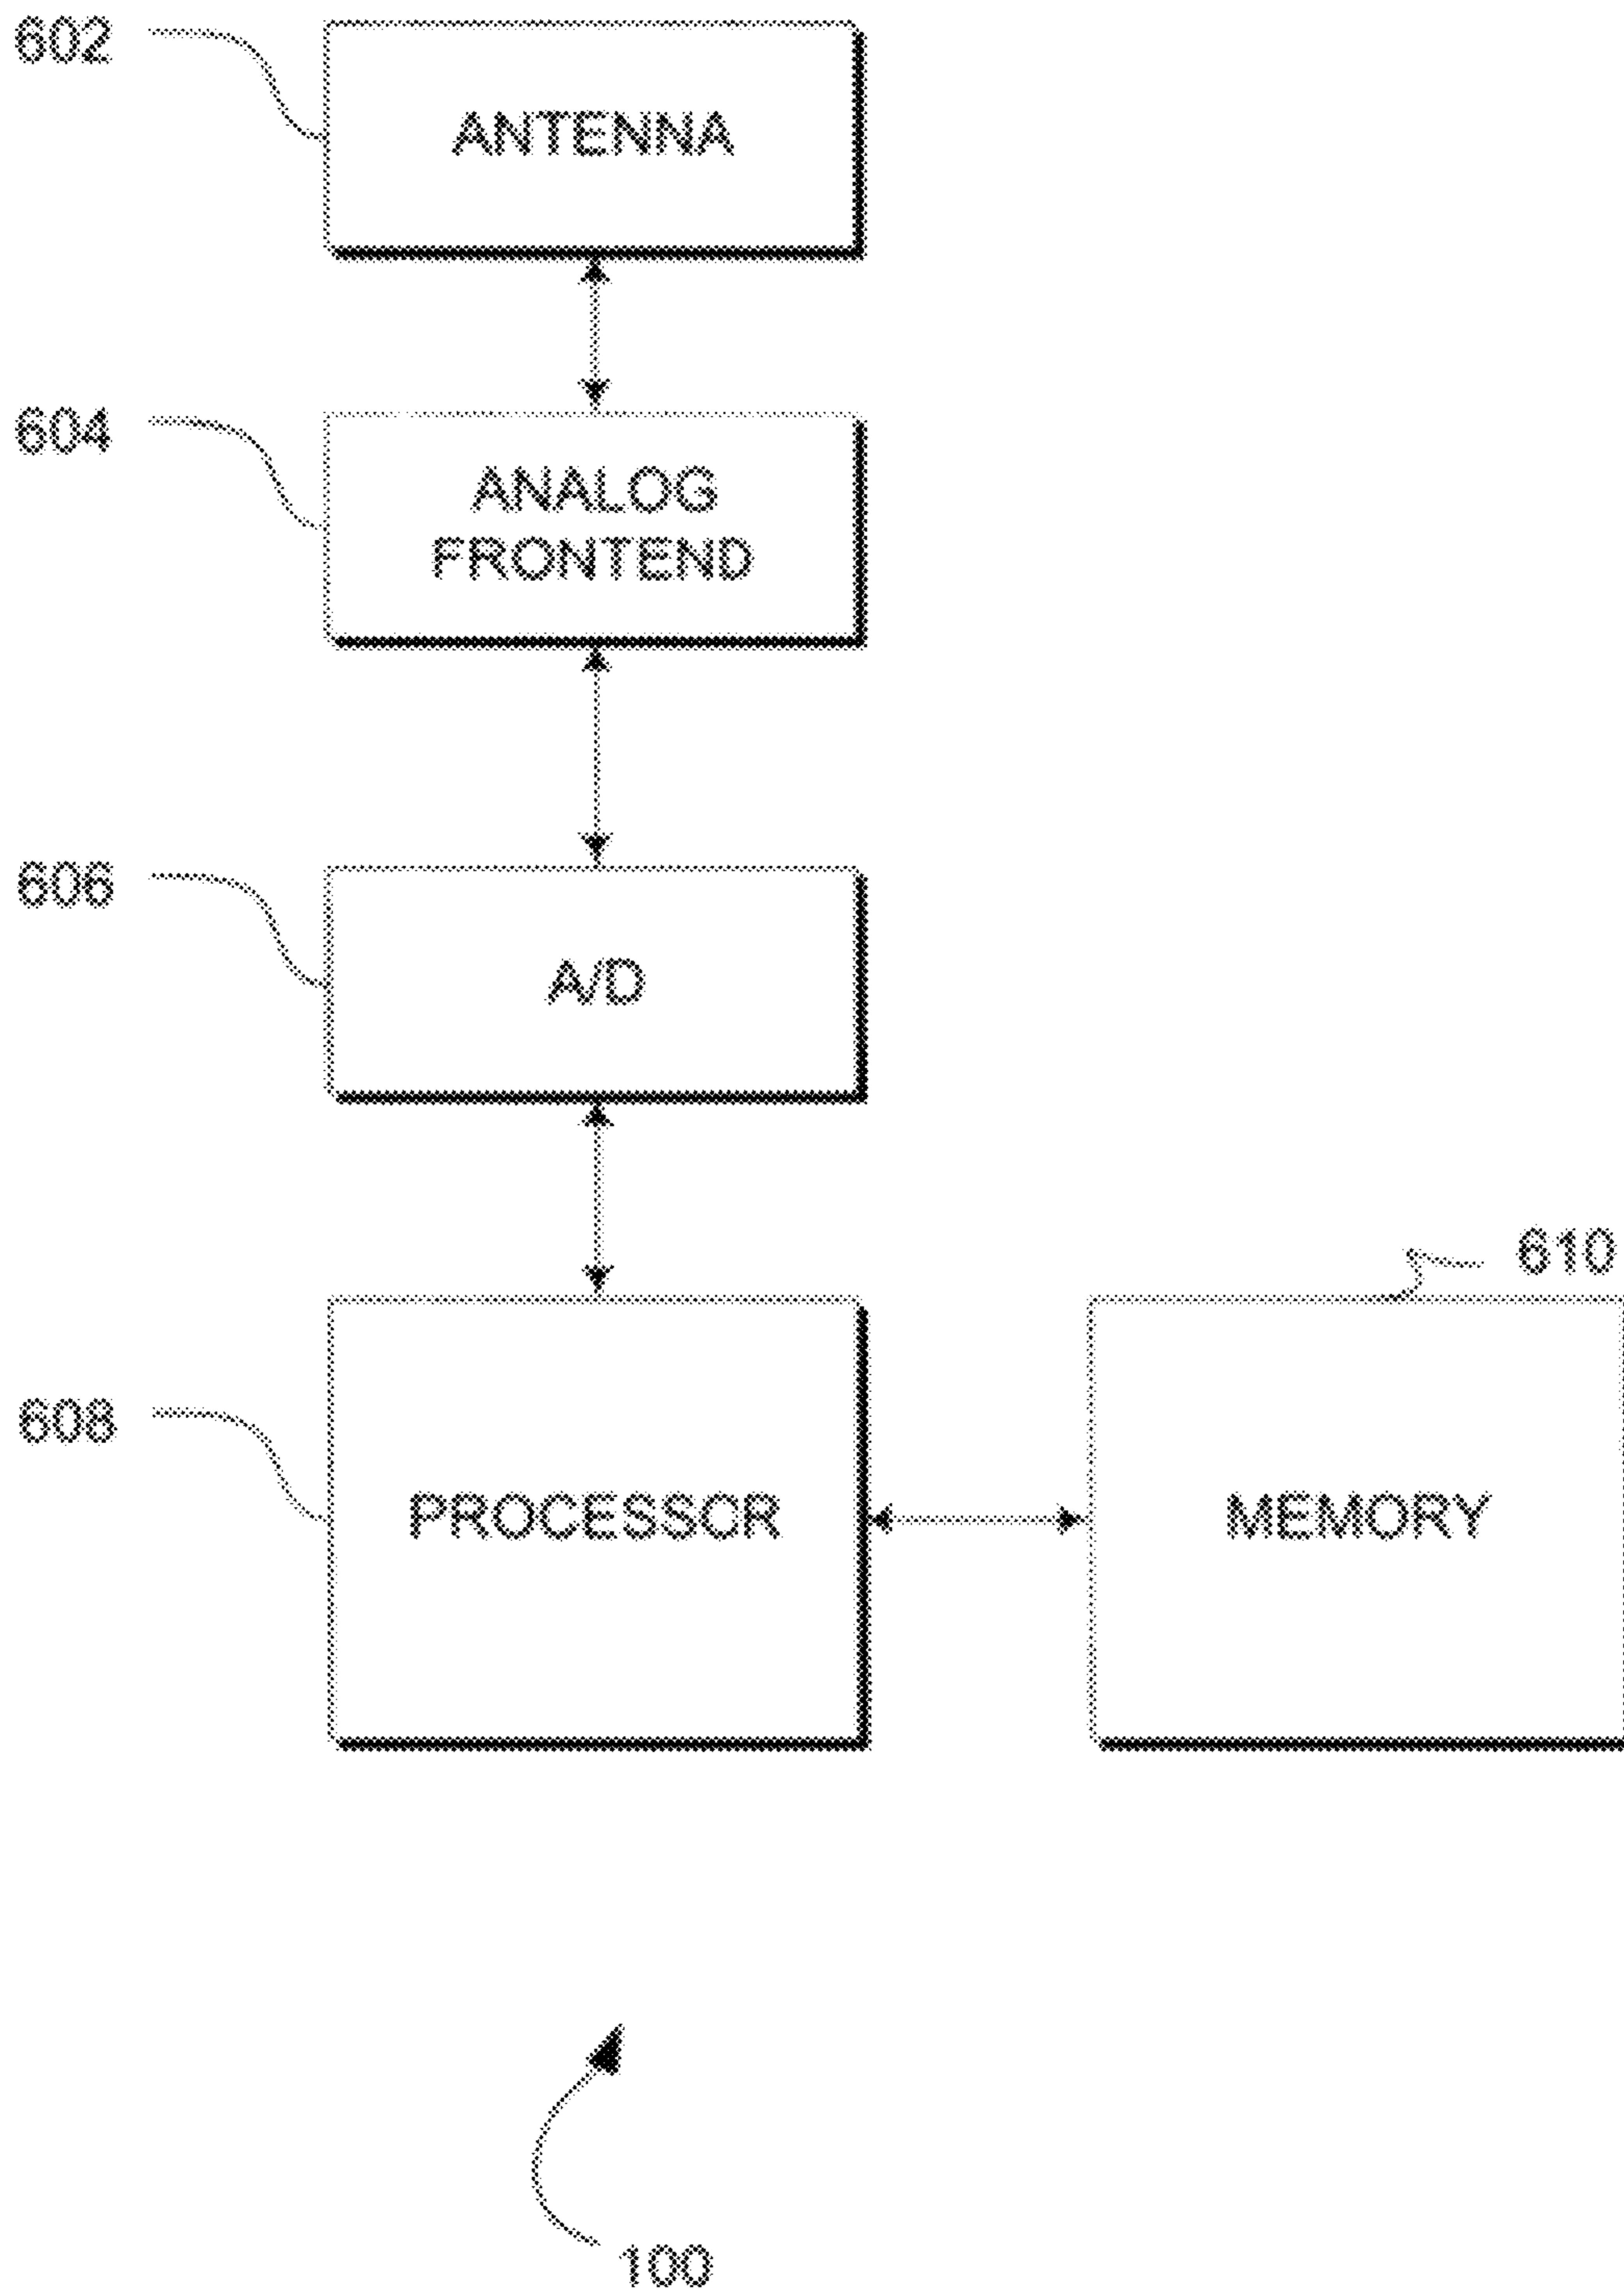 602
ANTENNA
604
ANALOG
FRONTEND
606
A/D
610
608
PROCESSOR
MEMORY
100